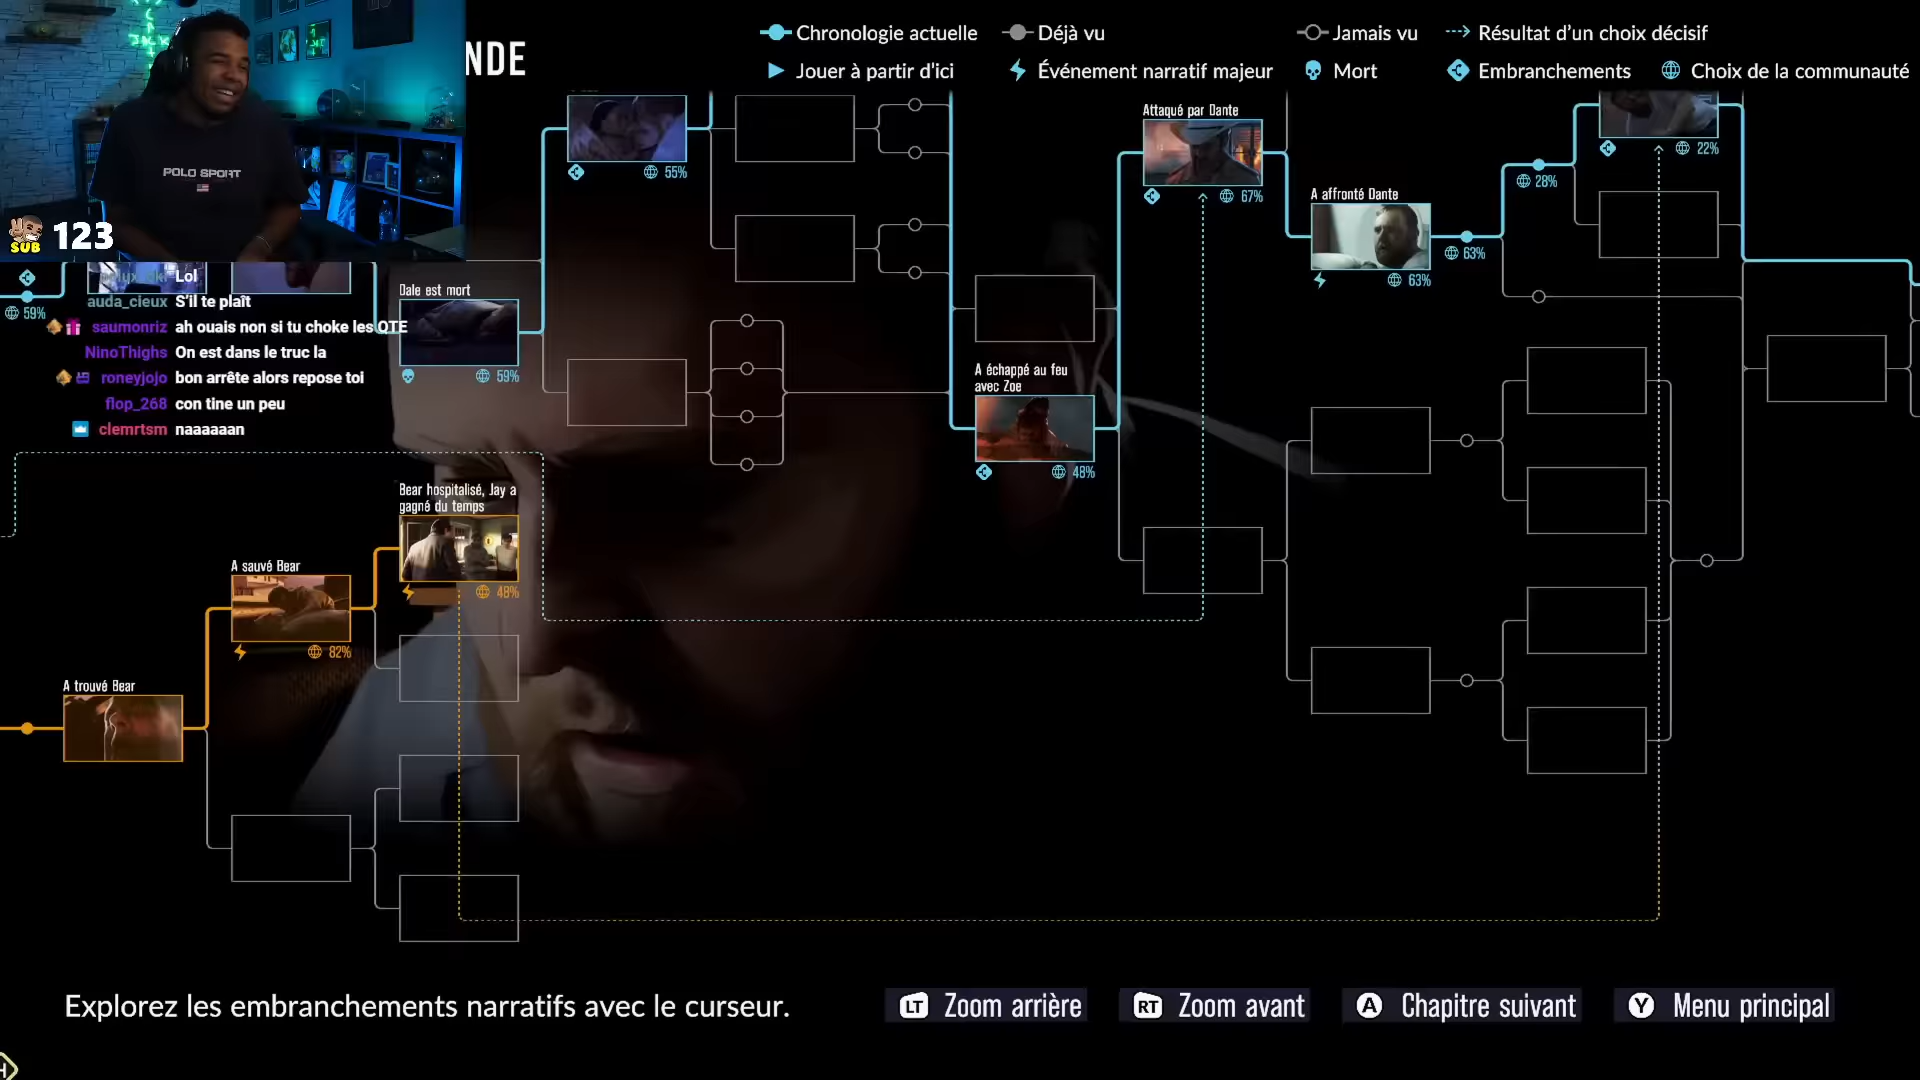 NDE
Chronologie actuelle
Déjà vu
Jamais vu
Résultat d'un choix décisif
Jouer à partir d'ici
Événement narratif majeur
Mort
Embranchements
Choix de la communauté
POLO SPORT
SUB 123
Lol
auda_cieux S'il te plaît
saumonriz ah ouais non si tu choke les QTE
NinoThighs On est dans le truc la
roneyjojo bon arrête alors repose toi
flop_268 con tine un peu
clemrtsm naaaaaan
59%
Dale est mort
59%
55%
A échappé au feu
avec Zoe
48%
Attaqué par Dante
67%
A affronté Dante
63%
63%
28%
22%
Bear hospitalisé, Jay a
gagné du temps
48%
A sauvé Bear
82%
A trouvé Bear
Explorez les embranchements narratifs avec le curseur.
LT Zoom arrière
RT Zoom avant
A Chapitre suivant
Y Menu principal